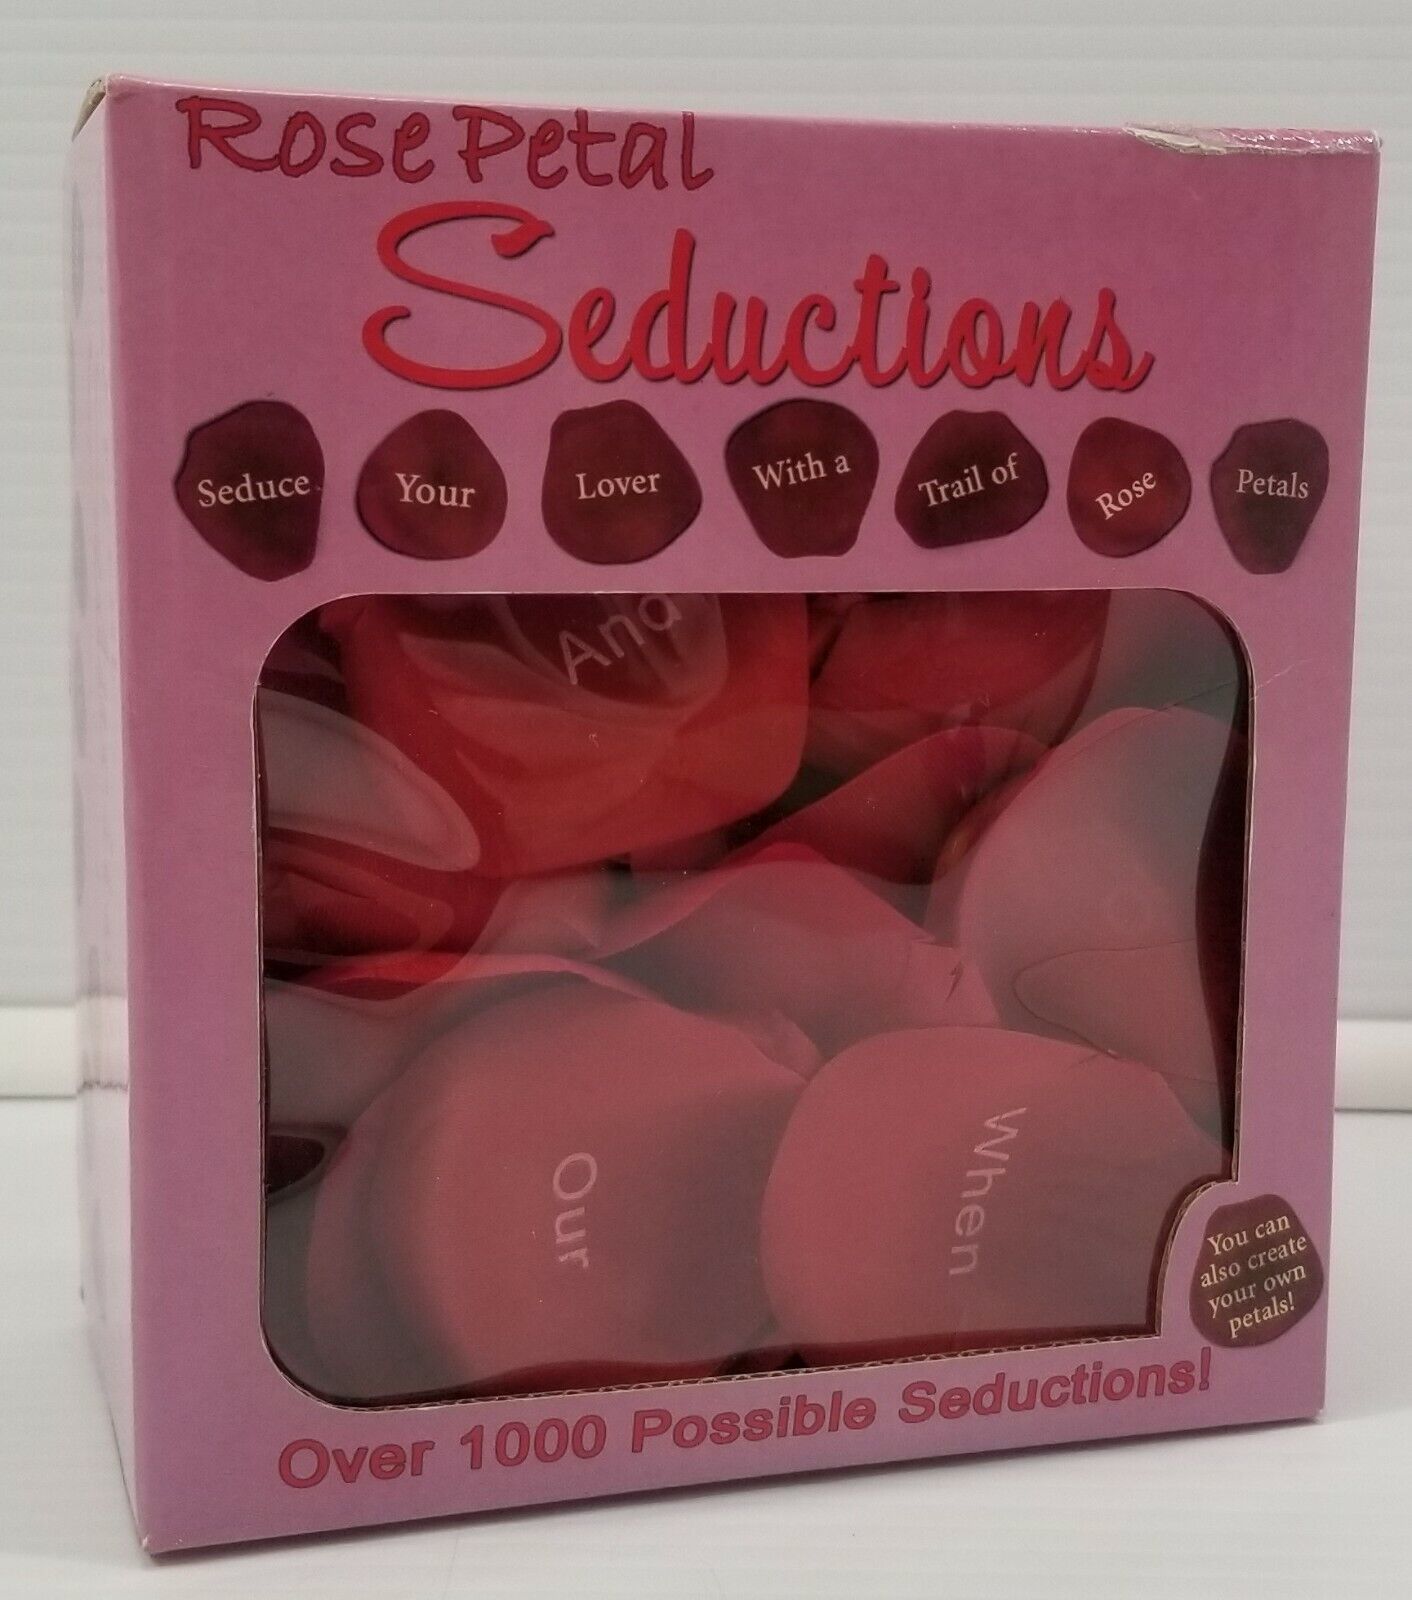 Rose Petal
Seductions
Seduce Your Lover With a Trail of Rose Petals
And
Our
When
You can
also create
your own
petals!
Over 1000 Possible Seductions!